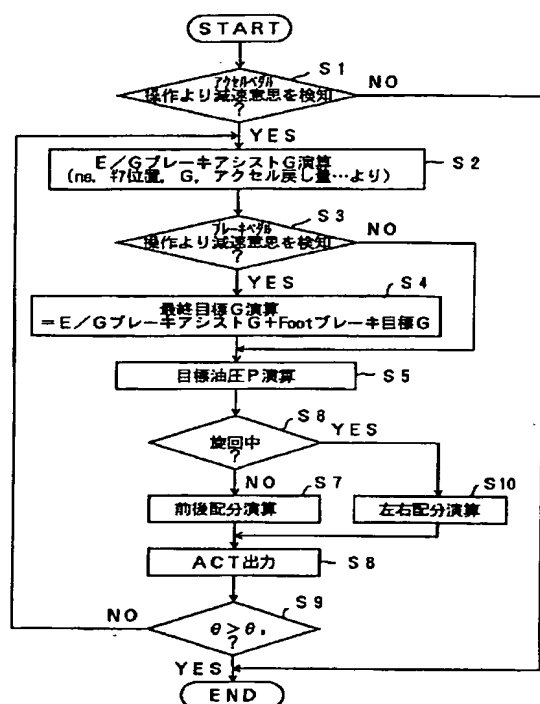 START
アクセルペダル S1
操作より減速意思を検知 NO
?
YES
E/GブレーキアシストG演算 S2
(ne, ギア位置, G, アクセル戻し量…より)
ブレーキペダル S3
操作より減速意思を検知 NO
?
YES S4
最終目標G演算
=E/GブレーキアシストG+Footブレーキ目標G
目標油圧P演算 S5
S6
旋回中 YES
?
NO S7 S10
前後配分演算 左右配分演算
ACT出力 S8
NO S9
θ>θ₁
?
YES
END